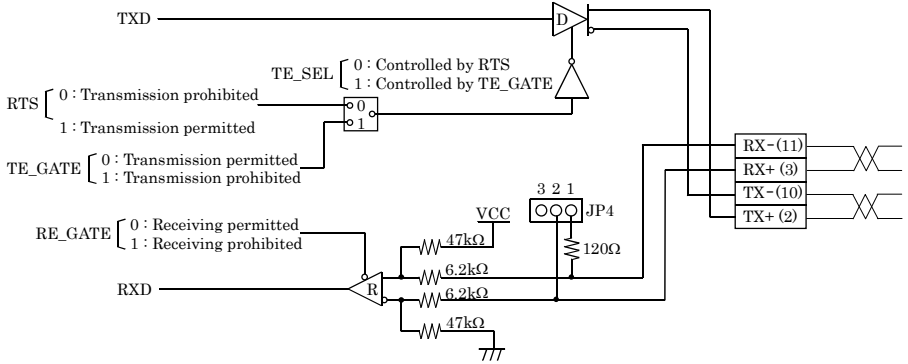 TXD
D
TE_SEL
0 : Controlled by RTS
1 : Controlled by TE_GATE
RTS
0 : Transmission prohibited
1 : Transmission permitted
0
1
TE_GATE
0 : Transmission permitted
1 : Transmission prohibited
RX-(11)
RX+ (3)
TX-(10)
TX+ (2)
3 2 1
JP4
VCC
RE_GATE
0 : Receiving permitted
1 : Receiving prohibited
47kΩ
120Ω
6.2kΩ
RXD
R
6.2kΩ
47kΩ